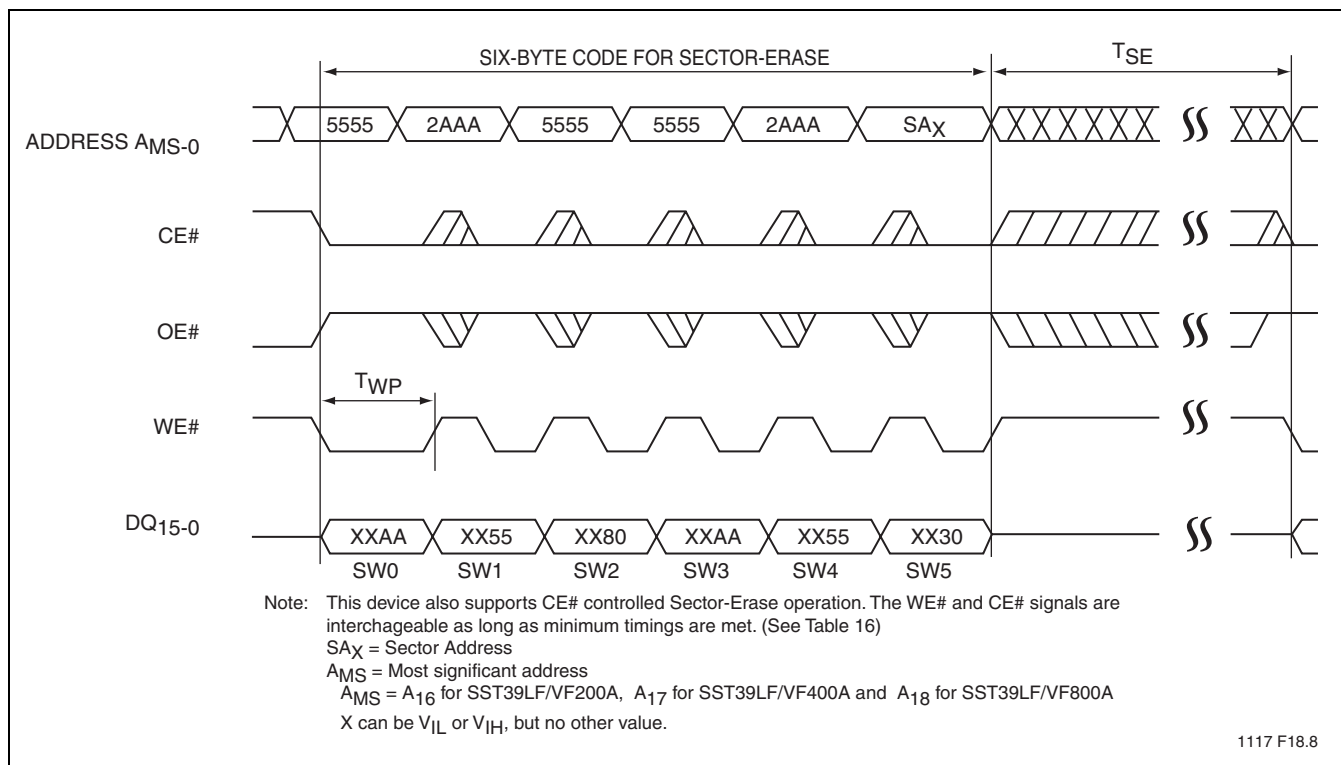 SIX-BYTE CODE FOR SECTOR-ERASE
TSE
ADDRESS AMS-0
5555 2AAA 5555 5555 2AAA SAX
CE#
OE#
TWP
WE#
DQ15-0
XXAA XX55 XX80 XXAA XX55 XX30
SW0 SW1 SW2 SW3 SW4 SW5
Note: This device also supports CE# controlled Sector-Erase operation. The WE# and CE# signals are
interchageable as long as minimum timings are met. (See Table 16)
SAX = Sector Address
AMS = Most significant address
AMS = A16 for SST39LF/VF200A, A17 for SST39LF/VF400A and A18 for SST39LF/VF800A
X can be VIL or VIH, but no other value.
1117 F18.8